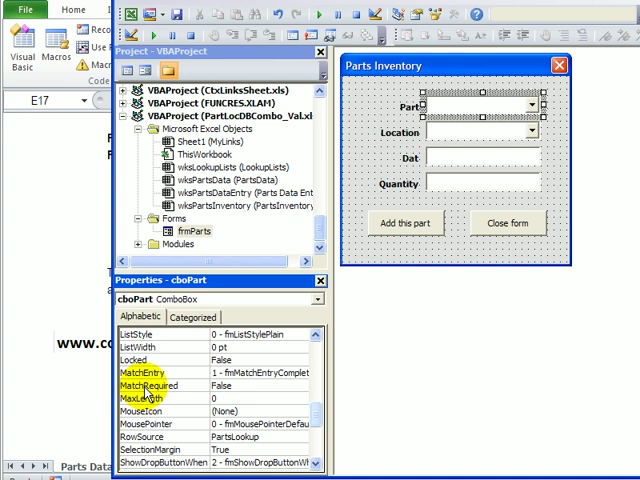 File
Home
Visual
Basic
Macros
Reco
Use
Ma
Code
E17
www.co
Parts Data
Project - VBAProject
VBAProject (CtxLinksSheet.xls)
VBAProject (FUNCRES.XLAM)
VBAProject (PartLocDBCombo_Val.xl
Microsoft Excel Objects
Sheet1 (MyLinks)
ThisWorkbook
wksLookupLists (LookupLists)
wksPartsData (PartsData)
wksPartsDataEntry (Parts Data Ent
wksPartsInventory (PartsInventory
Forms
frmParts
Modules
Properties - cboPart
cboPart ComboBox
Alphabetic
Categorized
ListStyle 0 - fmListStylePlain
ListWidth 0 pt
Locked False
MatchEntry 1 - fmMatchEntryComplet
MatchRequired False
MaxLength 0
MouseIcon (None)
MousePointer 0 - fmMousePointerDefau
RowSource PartsLookup
SelectionMargin True
ShowDropButtonWhen 2 - fmShowDropButtonWh
Parts Inventory
Part
Location
Dat
Quantity
Add this part
Close form